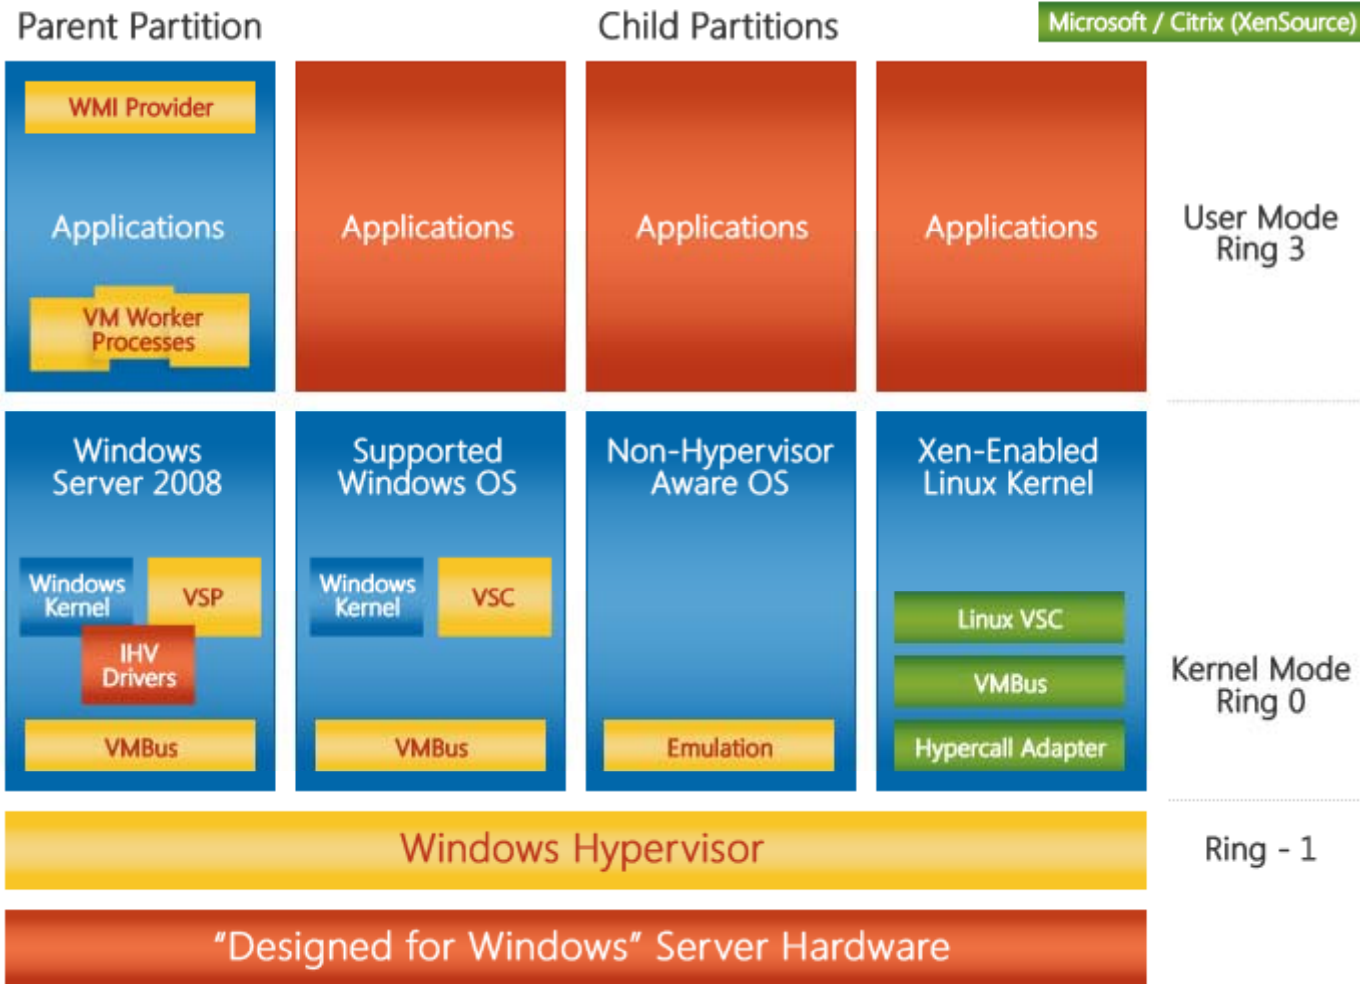 Parent Partition
Child Partitions
Microsoft / Citrix (XenSource)
WMI Provider
Applications
VM Worker
Processes
Applications
Applications
Applications
User Mode
Ring 3
Windows
Server 2008
Windows
Kernel
VSP
IHV
Drivers
VMBus
Supported
Windows OS
Windows
Kernel
VSC
VMBus
Non-Hypervisor
Aware OS
Emulation
Xen-Enabled
Linux Kernel
Linux VSC
VMBus
Hypercall Adapter
Kernel Mode
Ring 0
Windows Hypervisor
Ring - 1
“Designed for Windows” Server Hardware